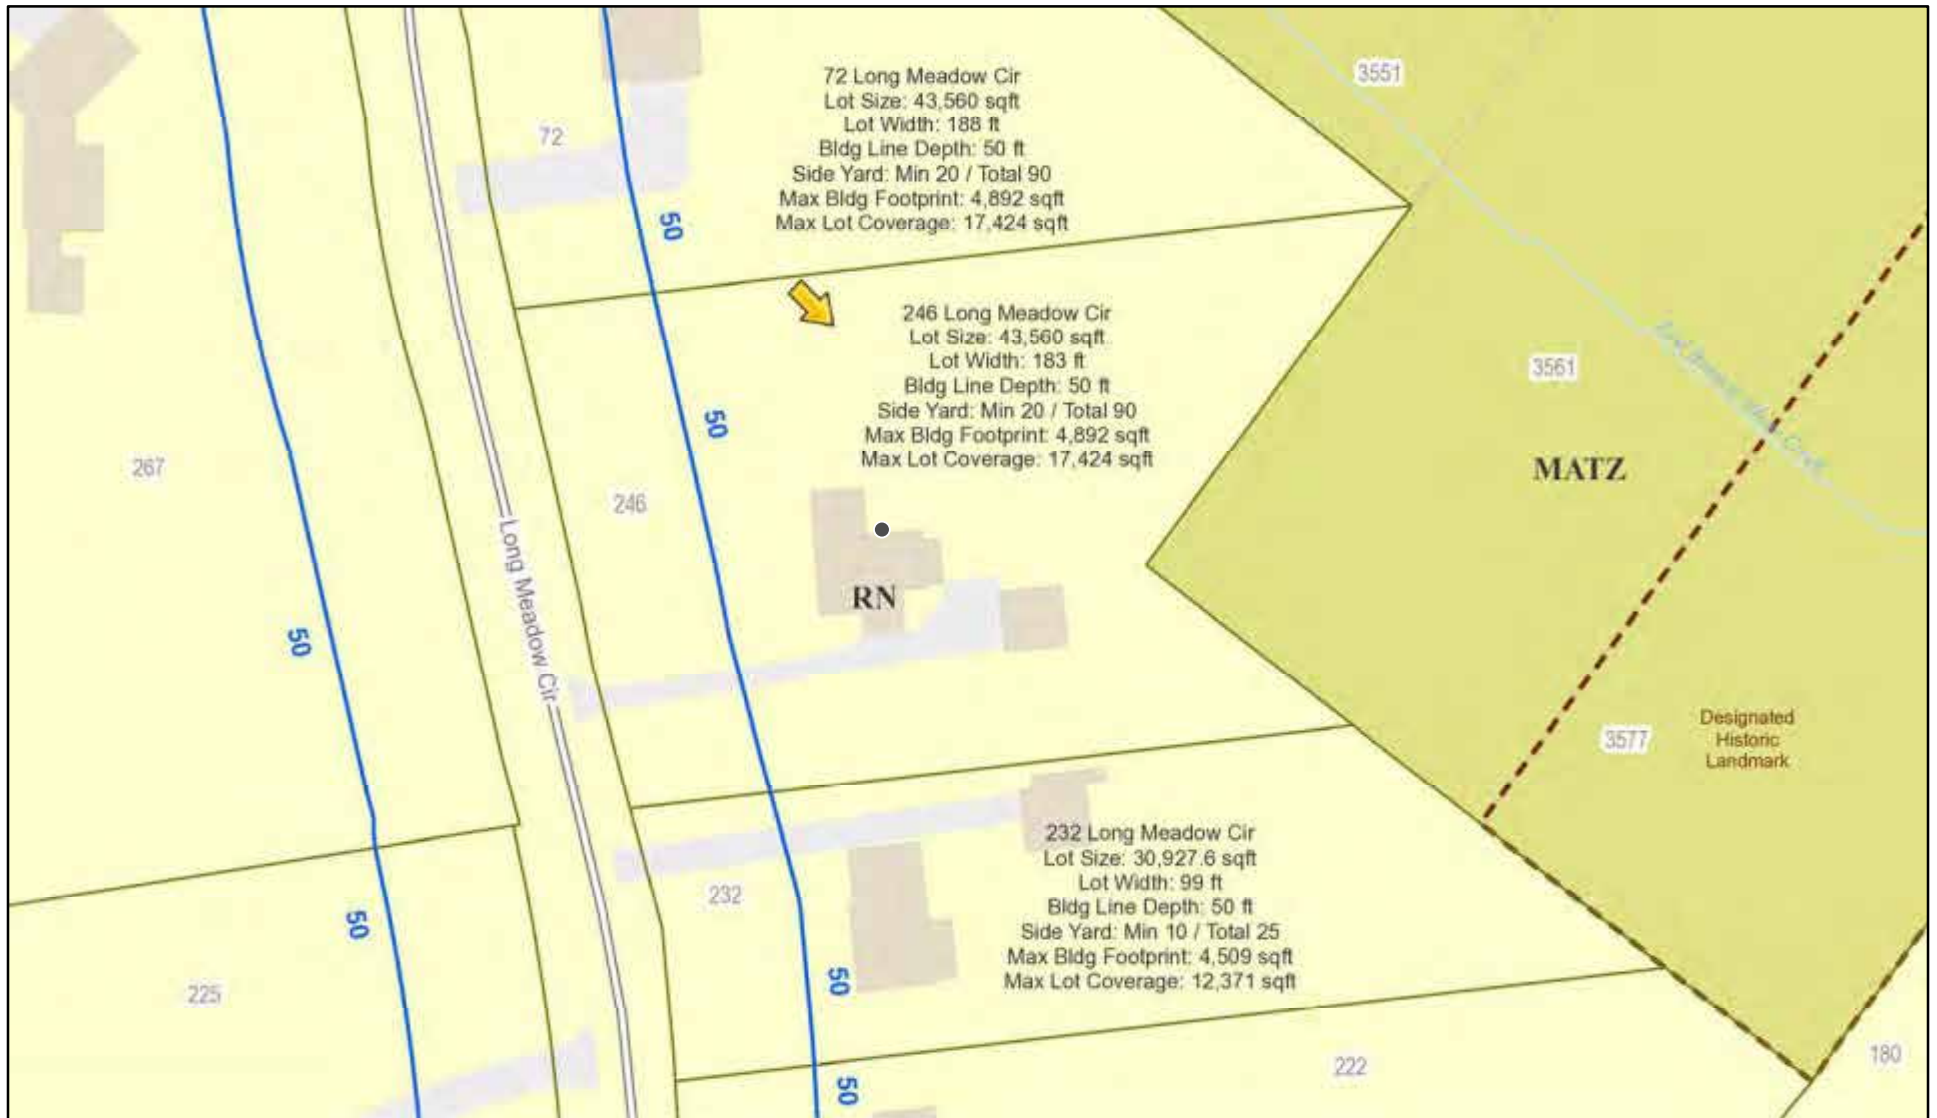 72 Long Meadow Cir
Lot Size: 43,560 sqft
Lot Width: 188 ft
Bldg Line Depth: 50 ft
Side Yard: Min 20 / Total 90
Max Bldg Footprint: 4,892 sqft
Max Lot Coverage: 17,424 sqft
3551
72
50
246 Long Meadow Cir
Lot Size: 43,560 sqft
Lot Width: 183 ft
Bldg Line Depth: 50 ft
Side Yard: Min 20 / Total 90
Max Bldg Footprint: 4,892 sqft
Max Lot Coverage: 17,424 sqft
3561
50
267
MATZ
246
Long Meadow Cir
RN
50
Designated
Historic
Landmark
3577
232 Long Meadow Cir
Lot Size: 30,927.6 sqft
Lot Width: 99 ft
Bldg Line Depth: 50 ft
Side Yard: Min 10 / Total 25
Max Bldg Footprint: 4,509 sqft
Max Lot Coverage: 12,371 sqft
232
50
225
50
222
180
50